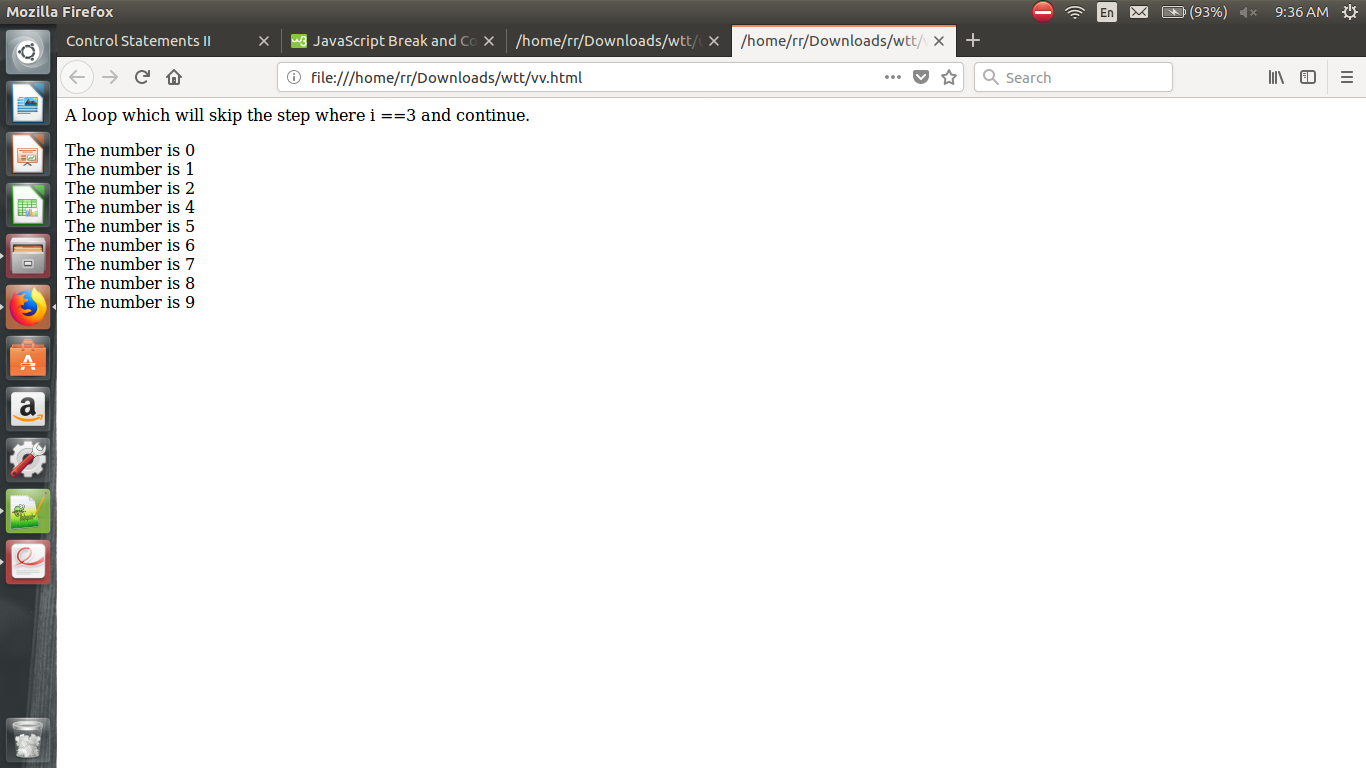 Mozilla Firefox
En
(93%)
9:36 AM
Control Statements II
JavaScript Break and Co
/home/rr/Downloads/wtt/
/home/rr/Downloads/wtt/v
file:///home/rr/Downloads/wtt/vv.html
Search
A loop which will skip the step where i ==3 and continue.
The number is 0
The number is 1
The number is 2
The number is 4
The number is 5
The number is 6
The number is 7
The number is 8
The number is 9